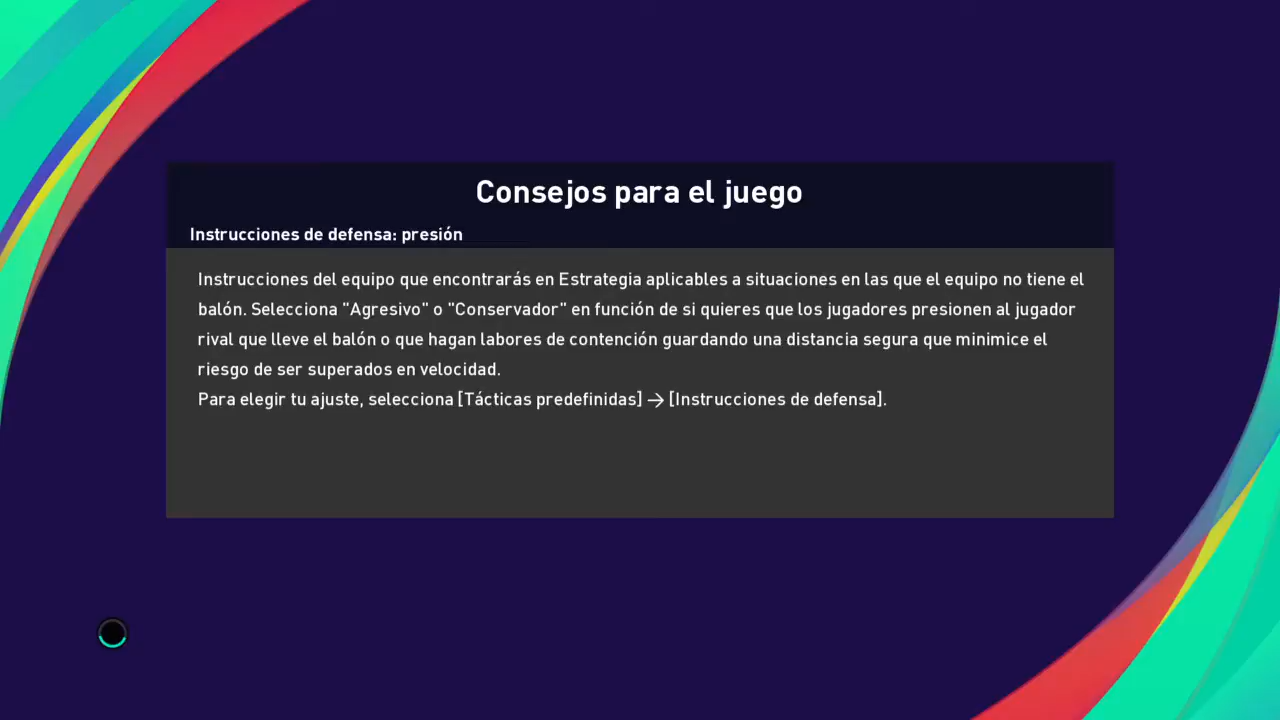 Consejos para el juego
Instrucciones de defensa: presión
Instrucciones del equipo que encontrarás en Estrategia aplicables a situaciones en las que el equipo no tiene el
balón. Selecciona "Agresivo" o "Conservador" en función de si quieres que los jugadores presionen al jugador
rival que lleve el balón o que hagan labores de contención guardando una distancia segura que minimice el
riesgo de ser superados en velocidad.
Para elegir tu ajuste, selecciona [Tácticas predefinidas] → [Instrucciones de defensa].